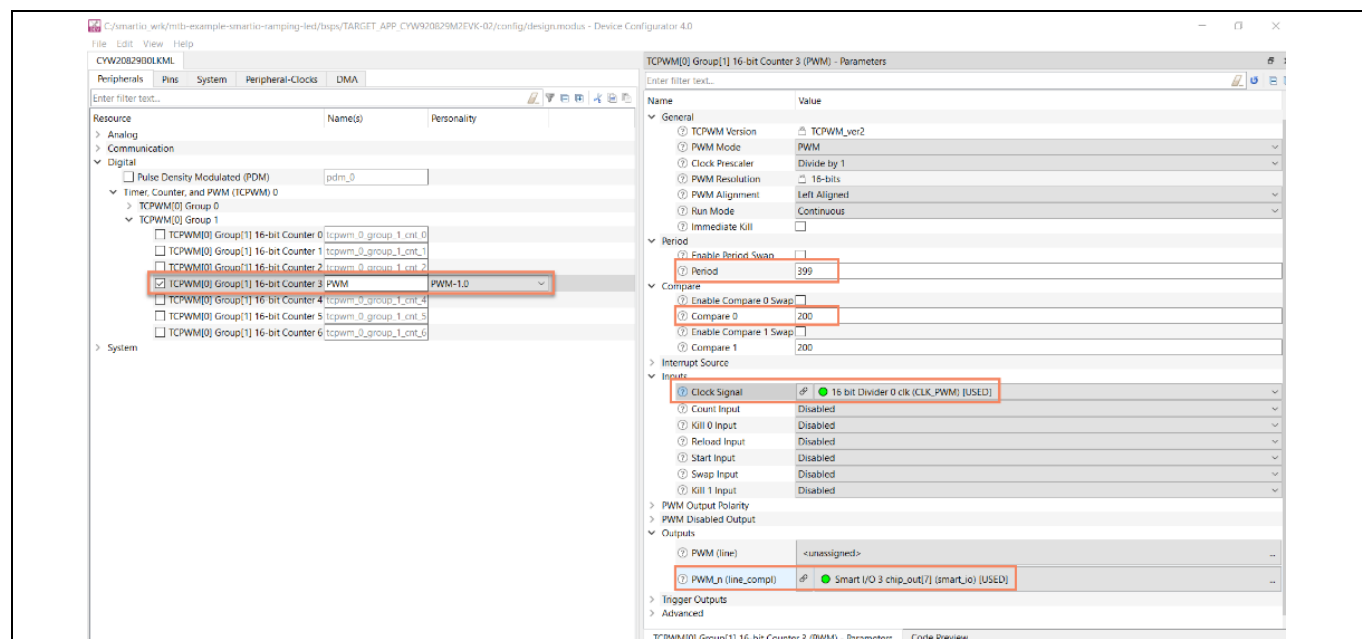 C:/smartio_wrk/mtb-example-smartio-ramping-led/bsps/TARGET_APP_CYW920829M2EVK-02/config/design.modus - Device Configurator 4.0
File Edit View Help
CYW20829B0LKML
Peripherals Pins System Peripheral-Clocks DMA
Enter filter text...
Resource Name(s) Personality
Analog
Communication
Digital
Pulse Density Modulated (PDM) pdm_0
Timer, Counter, and PWM (TCPWM) 0
TCPWM[0] Group 0
TCPWM[0] Group 1
TCPWM[0] Group[1] 16-bit Counter 0 tcpwm_0_group_1_cnt_0
TCPWM[0] Group[1] 16-bit Counter 1 tcpwm_0_group_1_cnt_1
TCPWM[0] Group[1] 16-bit Counter 2 tcpwm_0_group_1_cnt_2
TCPWM[0] Group[1] 16-bit Counter 3 PWM PWM-1.0
TCPWM[0] Group[1] 16-bit Counter 4 tcpwm_0_group_1_cnt_4
TCPWM[0] Group[1] 16-bit Counter 5 tcpwm_0_group_1_cnt_5
TCPWM[0] Group[1] 16-bit Counter 6 tcpwm_0_group_1_cnt_6
System
TCPWM[0] Group[1] 16-bit Counter 3 (PWM) - Parameters
Enter filter text...
Name Value
General
TCPWM Version TCPWM_ver2
PWM Mode PWM
Clock Prescaler Divide by 1
PWM Resolution 16-bits
PWM Alignment Left Aligned
Run Mode Continuous
Immediate Kill
Period
Enable Period Swap
Period 399
Compare
Enable Compare 0 Swap
Compare 0 200
Enable Compare 1 Swap
Compare 1 200
Interrupt Source
Inputs
Clock Signal 16 bit Divider 0 clk (CLK_PWM) [USED]
Count Input Disabled
Kill 0 Input Disabled
Reload Input Disabled
Start Input Disabled
Swap Input Disabled
Kill 1 Input Disabled
PWM Output Polarity
PWM Disabled Output
Outputs
PWM (line) <unassigned> ...
PWM_n (line_compl) Smart I/O 3 chip_out[7] (smart_io) [USED] ...
Trigger Outputs
Advanced
TCPWM[0] Group[1] 16-bit Counter 3 (PWM) - Parameters Code Preview